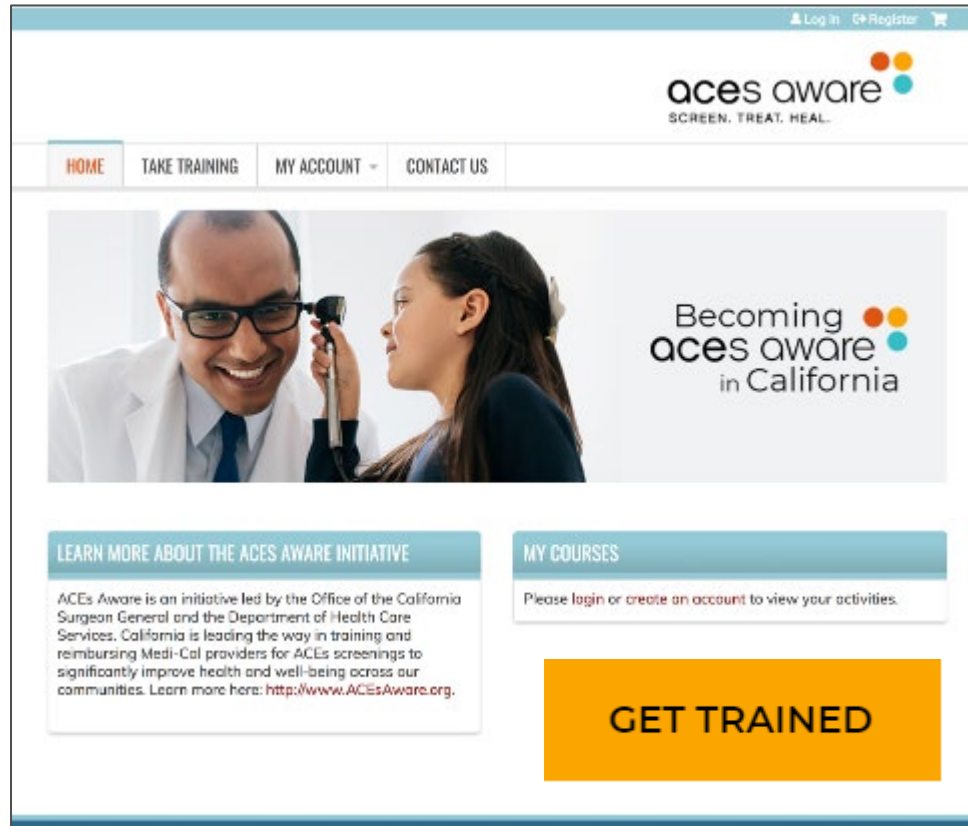 Log in Register
aces aware
SCREEN. TREAT. HEAL.
HOME TAKE TRAINING MY ACCOUNT CONTACT US
Becoming
aces aware
in California
LEARN MORE ABOUT THE ACES AWARE INITIATIVE
ACEs Aware is an initiative led by the Office of the California
Surgeon General and the Department of Health Care
Services. California is leading the way in training and
reimbursing Medi-Cal providers for ACEs screenings to
significantly improve health and well-being across our
communities. Learn more here: http://www.ACEsAware.org.
MY COURSES
Please login or create an account to view your activities.
GET TRAINED